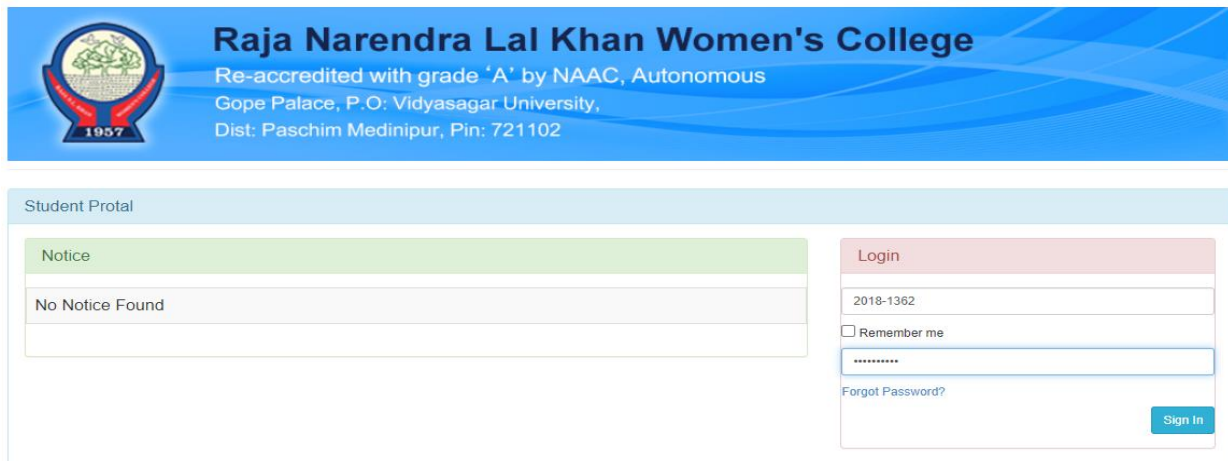 Raja Narendra Lal Khan Women's College
Re-accredited with grade ‘A’ by NAAC, Autonomous
Gope Palace, P.O: Vidyasagar University,
Dist: Paschim Medinipur, Pin: 721102
1957
Student Protal
Notice
No Notice Found
Login
2018-1362
Remember me
••••••••••
Forgot Password?
Sign In